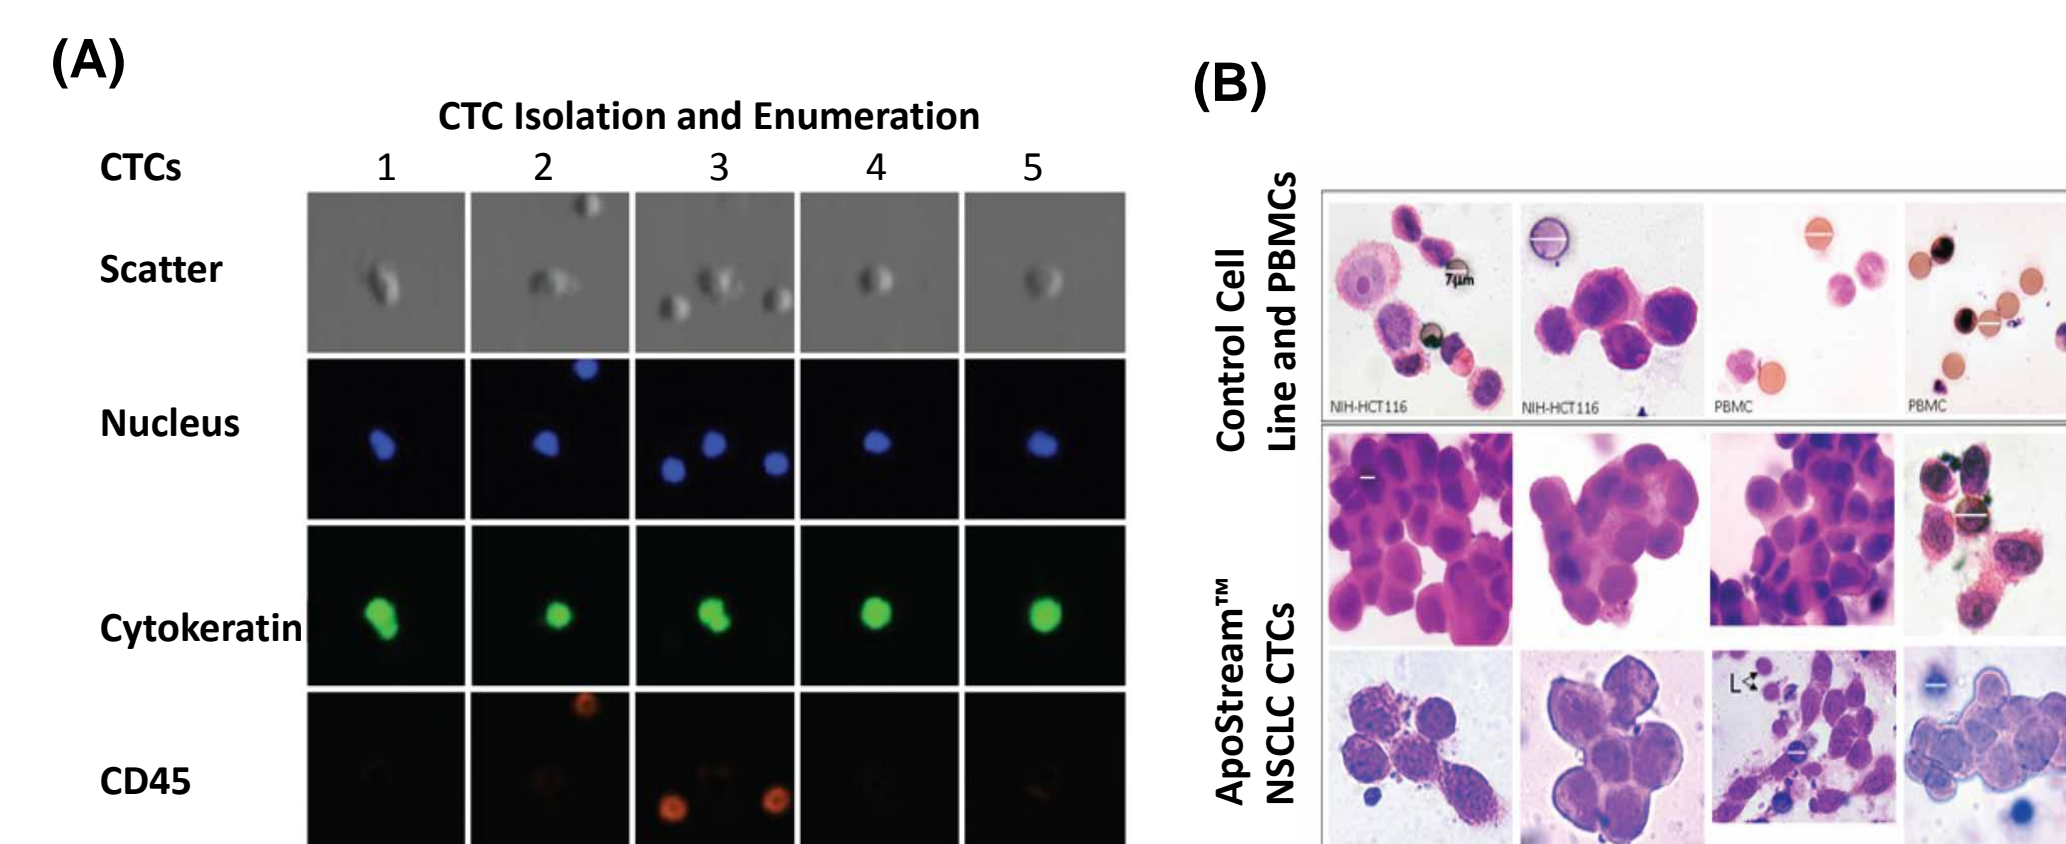 (A)
CTC Isolation and Enumeration
CTCs 1 2 3 4 5
Scatter
Nucleus
Cytokeratin
CD45
(B)
Control Cell
Line and PBMCs
7µm
NIH-HCT116
NIH-HCT116
PBMC
PBMC
ApoStream™
NSCLC CTCs
L